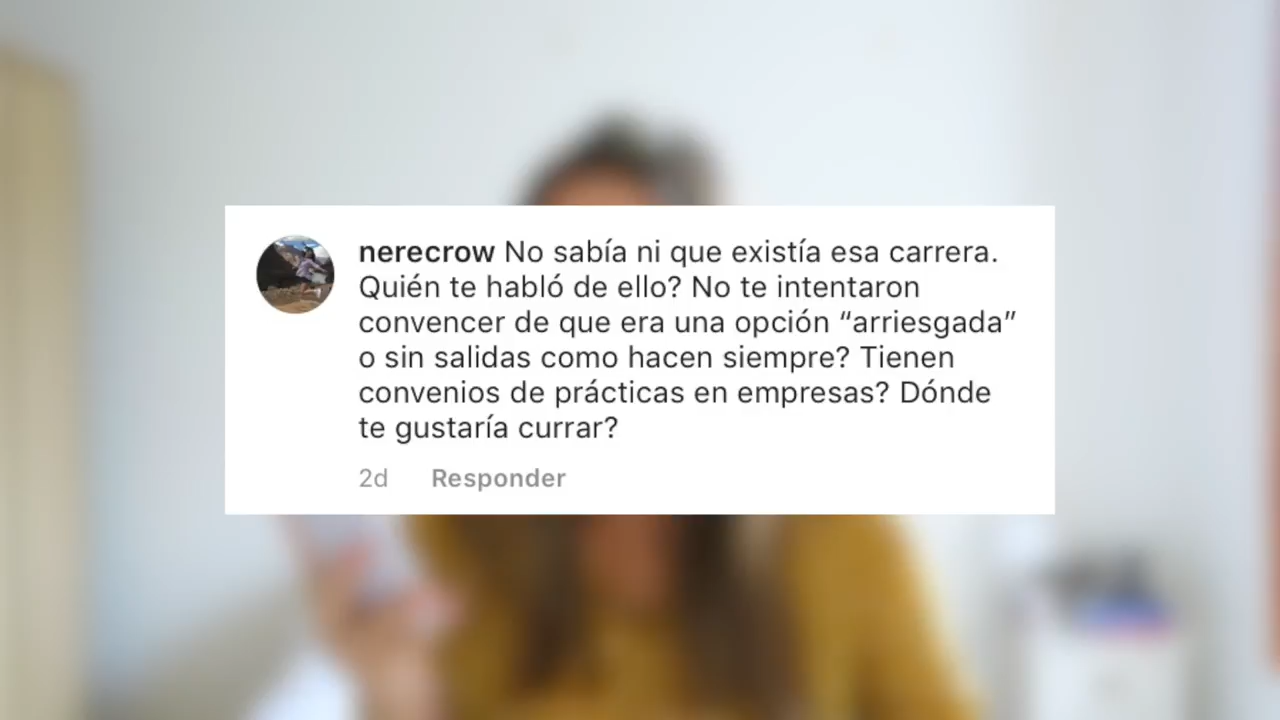 nerecrow No sabía ni que existía esa carrera.
Quién te habló de ello? No te intentaron
convencer de que era una opción “arriesgada”
o sin salidas como hacen siempre? Tienen
convenios de prácticas en empresas? Dónde
te gustaría currar?
2d Responder